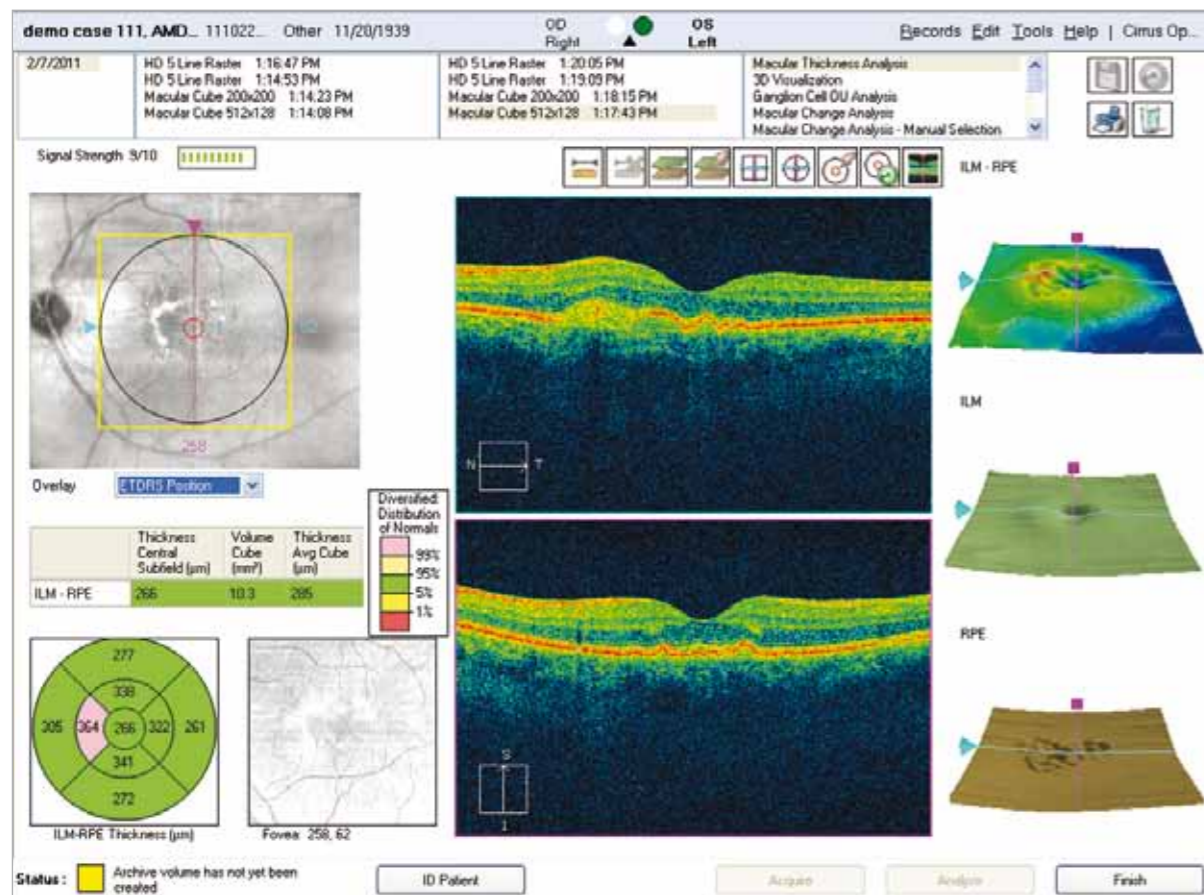 demo case 111, AMD... 111022... Other 11/20/1939
OD
Right
OS
Left
Records Edit Tools Help | Cirrus Op...
2/7/2011
HD 5 Line Raster 1:16:47 PM
HD 5 Line Raster 1:14:53 PM
Macular Cube 200x200 1:14:23 PM
Macular Cube 512x128 1:14:08 PM
HD 5 Line Raster 1:20:05 PM
HD 5 Line Raster 1:19:09 PM
Macular Cube 200x200 1:18:15 PM
Macular Cube 512x128 1:17:43 PM
Macular Thickness Analysis
3D Visualization
Ganglion Cell OU Analysis
Macular Change Analysis
Macular Change Analysis - Manual Selection
Signal Strength 9/10
ILM - RPE
258
Overlay
ETDRS Position
N
T
ILM
Diversified:
Distribution
of Normals
99%
95%
5%
1%
Thickness
Central
Subfield (µm)
Volume
Cube
(mm³)
Thickness
Avg Cube
(µm)
ILM - RPE 266 10.3 285
RPE
277
338
305 364 266 322 261
341
272
ILM-RPE Thickness (µm)
Fovea: 258, 62
S
I
Status :
Archive volume has not yet been
created
ID Patient
Acquire
Analyze
Finish